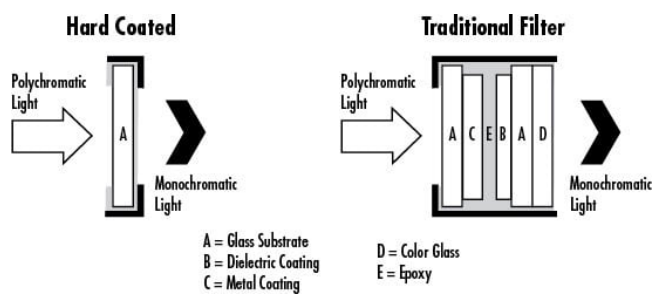 Hard Coated
Polychromatic
Light
A
Monochromatic
Light
Traditional Filter
Polychromatic
Light
A C E B A D
Monochromatic
Light
A = Glass Substrate
B = Dielectric Coating
C = Metal Coating
D = Color Glass
E = Epoxy